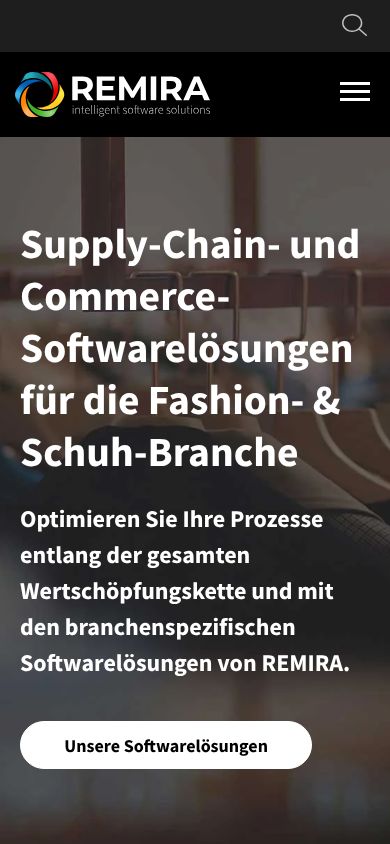 REMIRA
intelligent software solutions
Supply-Chain- und
Commerce-
Softwarelösungen
für die Fashion- &
Schuh-Branche
Optimieren Sie Ihre Prozesse
entlang der gesamten
Wertschöpfungskette und mit
den branchenspezifischen
Softwarelösungen von REMIRA.
Unsere Softwarelösungen